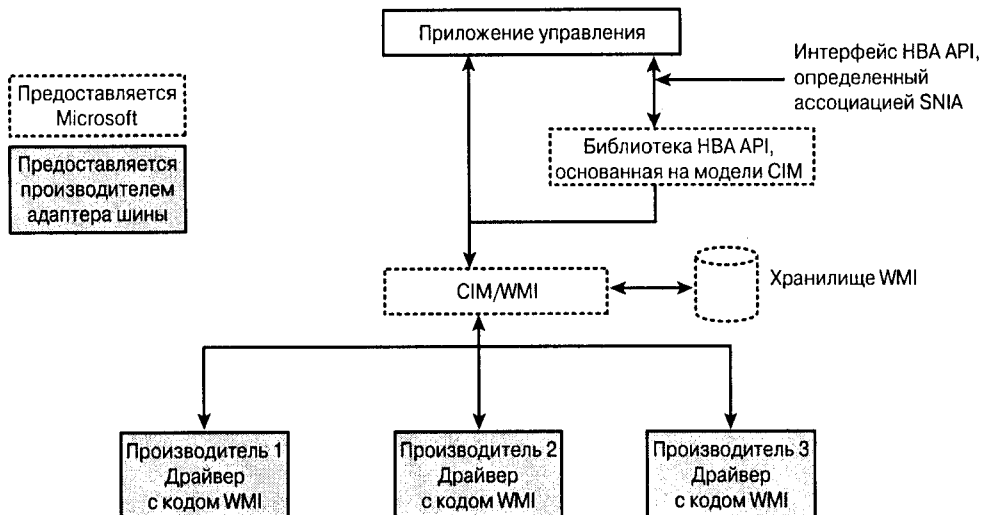 Приложение управления
Интерфейс HBA API,
определенный
ассоциацией SNIA
Предоставляется
Microsoft
Библиотека HBA API,
основанная на модели CIM
Предоставляется
производителем
адаптера шины
CIM/WMI
Хранилище WMI
Производитель 1
Драйвер
с кодом WMI
Производитель 2
Драйвер
с кодом WMI
Производитель 3
Драйвер
с кодом WMI